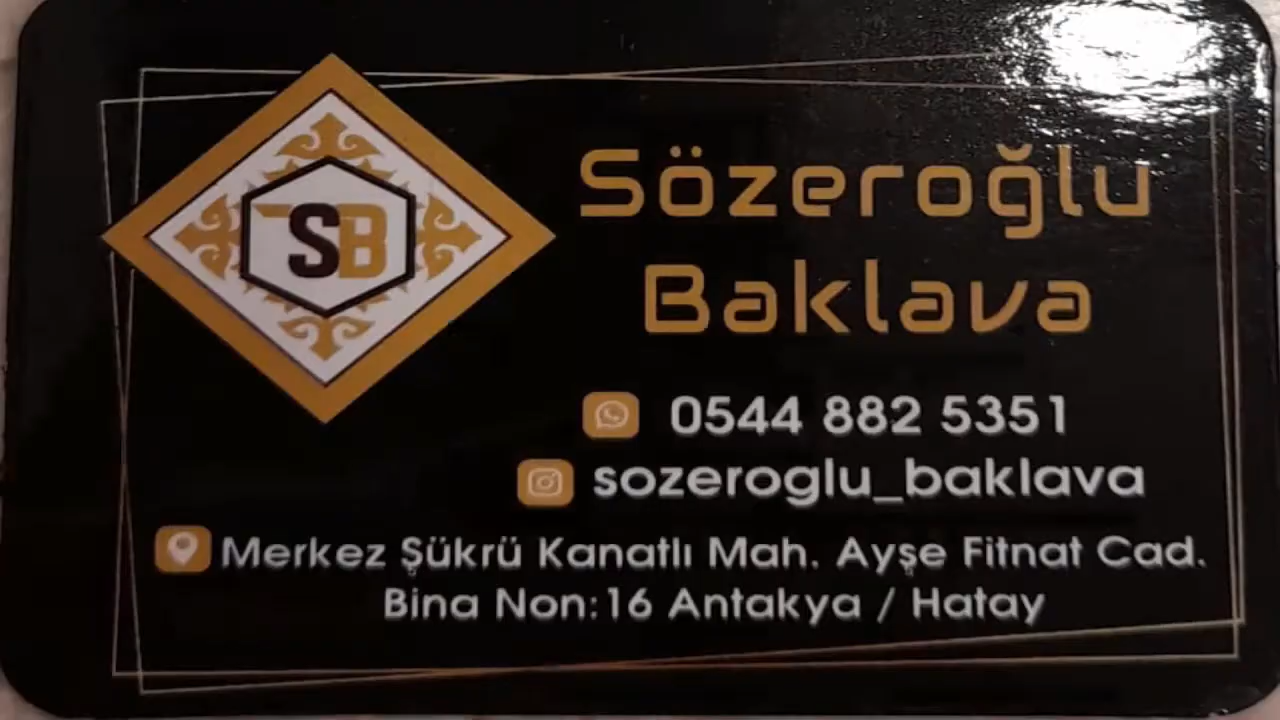 SB
Sözeroğlu
Baklava
0544 882 5351
sozeroglu_baklava
Merkez Şükrü Kanatlı Mah. Ayşe Fitnat Cad.
Bina Non:16 Antakya / Hatay